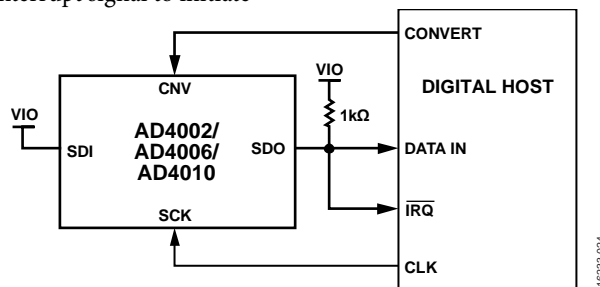 interrupt signal to initiate
CONVERT
VIO
DIGITAL HOST
CNV
1kΩ
VIO
AD4002/
AD4006/
AD4010
SDI
SDO
DATA IN
IRQ
SCK
CLK